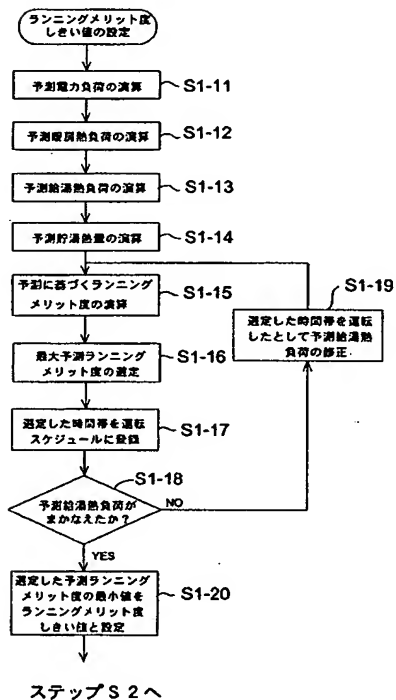 ランニングメリット度
しきい値の設定
予測電力負荷の演算
S1-11
予測暖房熱負荷の演算
S1-12
予測給湯熱負荷の演算
S1-13
予測貯湯熱量の演算
S1-14
予測に基づくランニング
メリット度の演算
S1-15
最大予測ランニング
メリット度の選定
S1-16
選定した時間帯を運転
スケジュールに登録
S1-17
予測給湯熱負荷が
まかなえたか?
S1-18
NO
選定した時間帯を運転
したとして予測給湯熱
負荷の修正
S1-19
YES
選定した予測ランニング
メリット度の最小値を
ランニングメリット度
しきい値と設定
S1-20
ステップS2へ